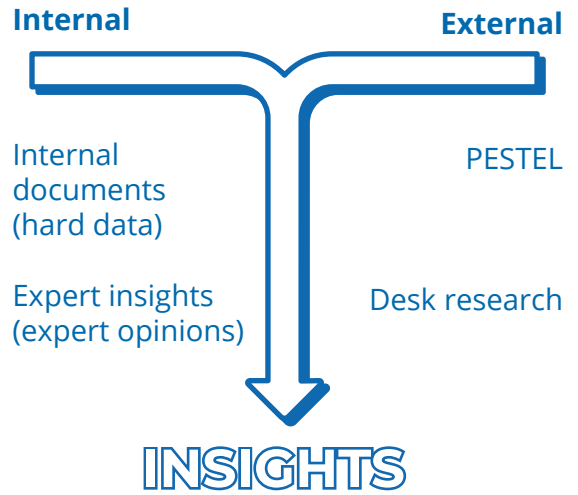 Internal
External
Internal
documents
(hard data)
PESTEL
Expert insights
(expert opinions)
Desk research
INSIGHTS